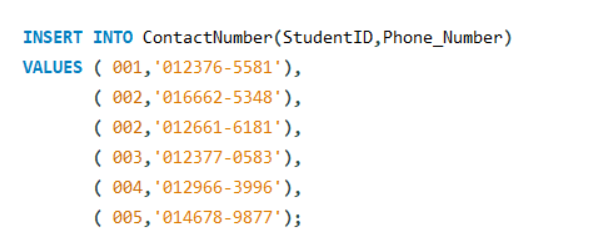 INSERT INTO ContactNumber(StudentID,Phone_Number)
VALUES ( 001,'012376-5581'),
( 002,'016662-5348'),
( 002,'012661-6181'),
( 003,'012377-0583'),
( 004,'012966-3996'),
( 005,'014678-9877');